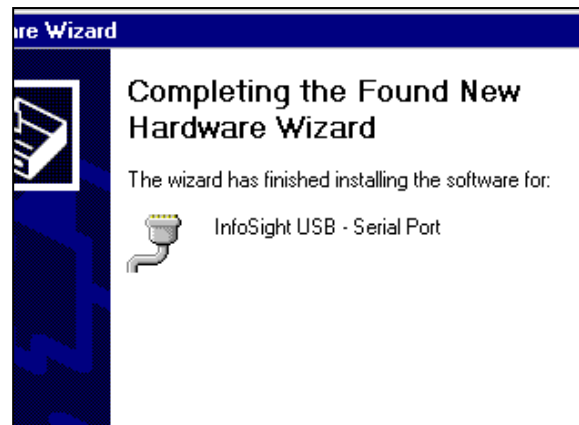 are Wizard
Completing the Found New
Hardware Wizard
The wizard has finished installing the software for:
InfoSight USB - Serial Port